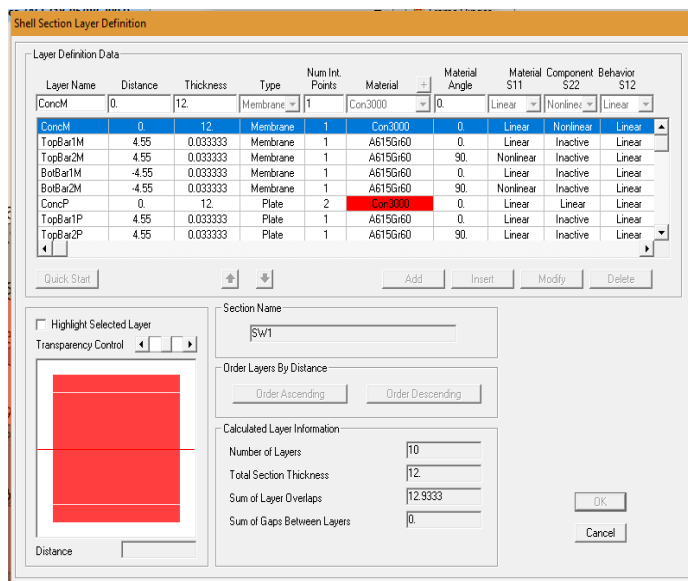 Shell Section Layer Definition
Layer Definition Data
Layer Name Distance Thickness Type Num Int. Points Material + Material Angle Material Component Behavior S11 S22 S12
ConcM 0. 12. Membrane 1 Con3000 0. Linear Nonlinea Linear
ConcM 0. 12. Membrane 1 Con3000 0. Linear Nonlinear Linear
TopBar1M 4.55 0.033333 Membrane 1 A615Gr60 0. Linear Inactive Linear
TopBar2M 4.55 0.033333 Membrane 1 A615Gr60 90. Nonlinear Inactive Linear
BotBar1M -4.55 0.033333 Membrane 1 A615Gr60 0. Linear Inactive Linear
BotBar2M -4.55 0.033333 Membrane 1 A615Gr60 90. Nonlinear Inactive Linear
ConcP 0. 12. Plate 2 Con3000 0. Linear Linear Linear
TopBar1P 4.55 0.033333 Plate 1 A615Gr60 0. Linear Inactive Linear
TopBar2P 4.55 0.033333 Plate 1 A615Gr60 90. Linear Inactive Linear
Quick Start Add Insert Modify Delete
Highlight Selected Layer
Transparency Control
Distance
Section Name
SW1
Order Layers By Distance
Order Ascending Order Descending
Calculated Layer Information
Number of Layers 10
Total Section Thickness 12.
Sum of Layer Overlaps 12.9333
Sum of Gaps Between Layers 0.
OK
Cancel